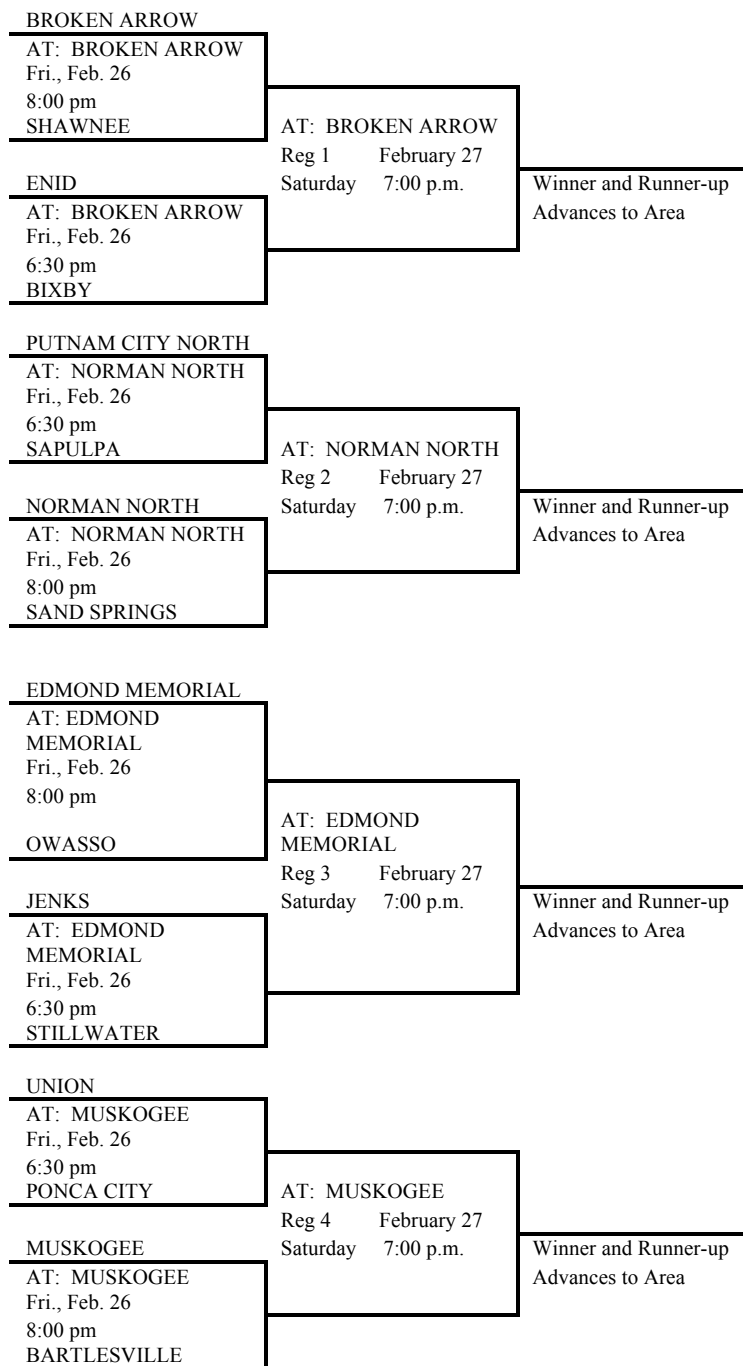 BROKEN ARROW
AT: BROKEN ARROW
Fri., Feb. 26
8:00 pm
SHAWNEE
AT: BROKEN ARROW
Reg 1 February 27
Saturday 7:00 p.m.
Winner and Runner-up
Advances to Area
ENID
AT: BROKEN ARROW
Fri., Feb. 26
6:30 pm
BIXBY
PUTNAM CITY NORTH
AT: NORMAN NORTH
Fri., Feb. 26
6:30 pm
SAPULPA
AT: NORMAN NORTH
Reg 2 February 27
Saturday 7:00 p.m.
Winner and Runner-up
Advances to Area
NORMAN NORTH
AT: NORMAN NORTH
Fri., Feb. 26
8:00 pm
SAND SPRINGS
EDMOND MEMORIAL
AT: EDMOND
MEMORIAL
Fri., Feb. 26
8:00 pm
OWASSO
AT: EDMOND
MEMORIAL
Reg 3 February 27
Saturday 7:00 p.m.
Winner and Runner-up
Advances to Area
JENKS
AT: EDMOND
MEMORIAL
Fri., Feb. 26
6:30 pm
STILLWATER
UNION
AT: MUSKOGEE
Fri., Feb. 26
6:30 pm
PONCA CITY
AT: MUSKOGEE
Reg 4 February 27
Saturday 7:00 p.m.
Winner and Runner-up
Advances to Area
MUSKOGEE
AT: MUSKOGEE
Fri., Feb. 26
8:00 pm
BARTLESVILLE